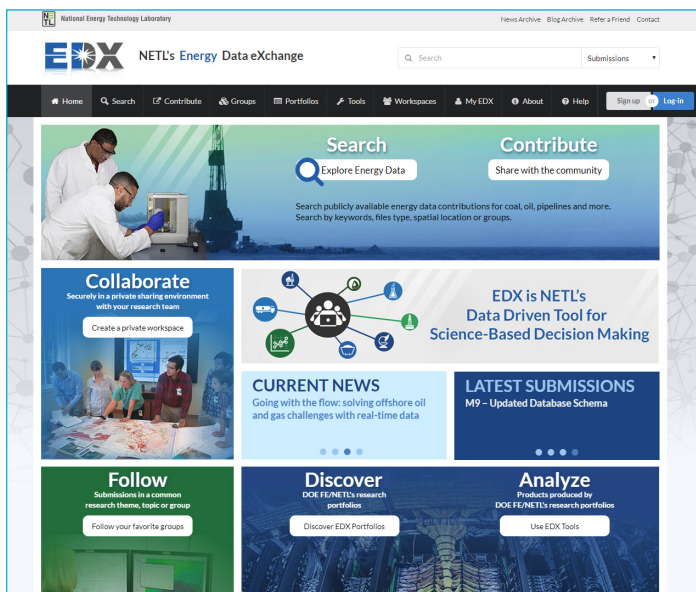 NETL
National Energy Technology Laboratory
News Archive Blog Archive Refer a Friend Contact
EDX
NETL's Energy Data eXchange
Search
Submissions
Home Search Contribute Groups Portfolios Tools Workspaces My EDX About Help Sign up or Log-in
Search
Explore Energy Data
Contribute
Share with the community
Search publicly available energy data contributions for coal, oil, pipelines and more.
Search by keywords, files type, spatial location or groups.
Collaborate
Securely in a private sharing environment
with your research team
Create a private workspace
EDX is NETL's
Data Driven Tool for
Science-Based Decision Making
CURRENT NEWS
Going with the flow: solving offshore oil
and gas challenges with real-time data
LATEST SUBMISSIONS
M9 – Updated Database Schema
Follow
Submissions in a common
research theme, topic or group
Follow your favorite groups
Discover
DOE FE/NETL's research
portfolios
Discover EDX Portfolios
Analyze
Products produced by
DOE FE/NETL's research portfolios
Use EDX Tools